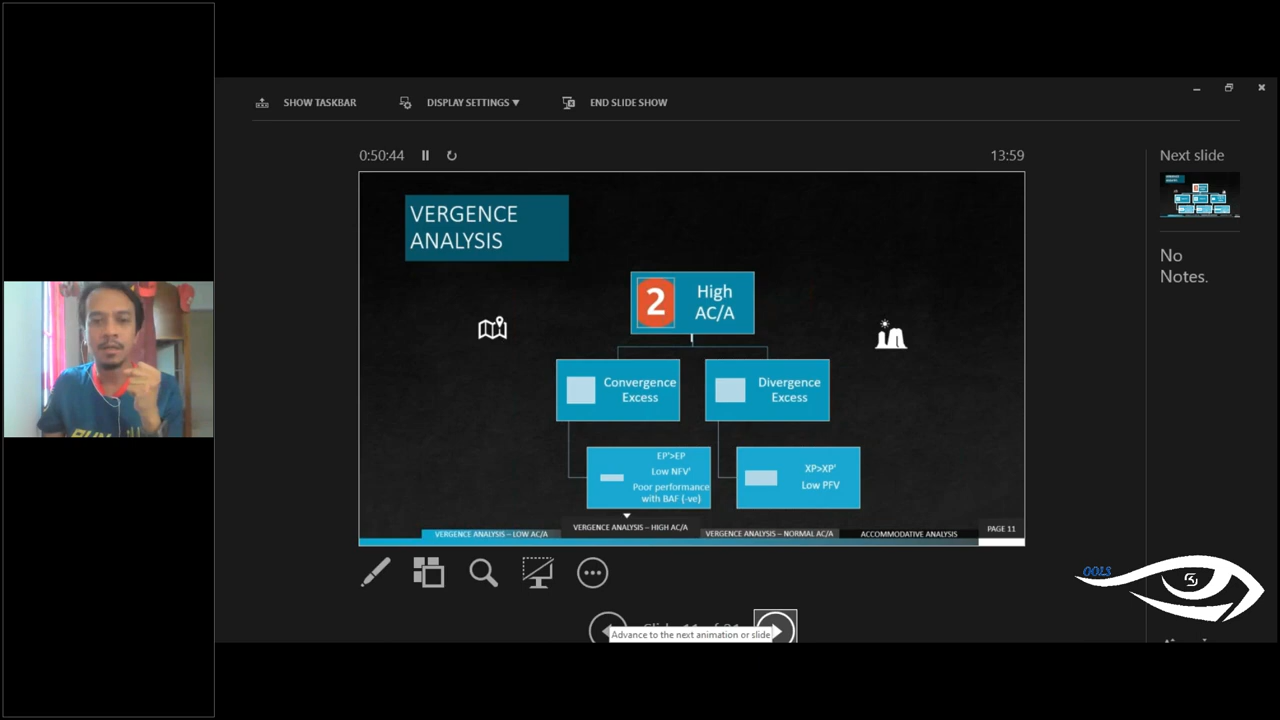 SHOW TASKBAR
DISPLAY SETTINGS ▼
END SLIDE SHOW
0:50:44
13:59
Next slide
No
Notes.
VERGENCE
ANALYSIS
2
High
AC/A
Convergence
Excess
Divergence
Excess
EP'>EP
Low NFV'
Poor performance
with BAF (-ve)
XP>XP'
Low PFV
VERGENCE ANALYSIS – LOW AC/A
VERGENCE ANALYSIS – HIGH AC/A
VERGENCE ANALYSIS – NORMAL AC/A
ACCOMMODATIVE ANALYSIS
PAGE 11
OOLS
Advance to the next animation or slide